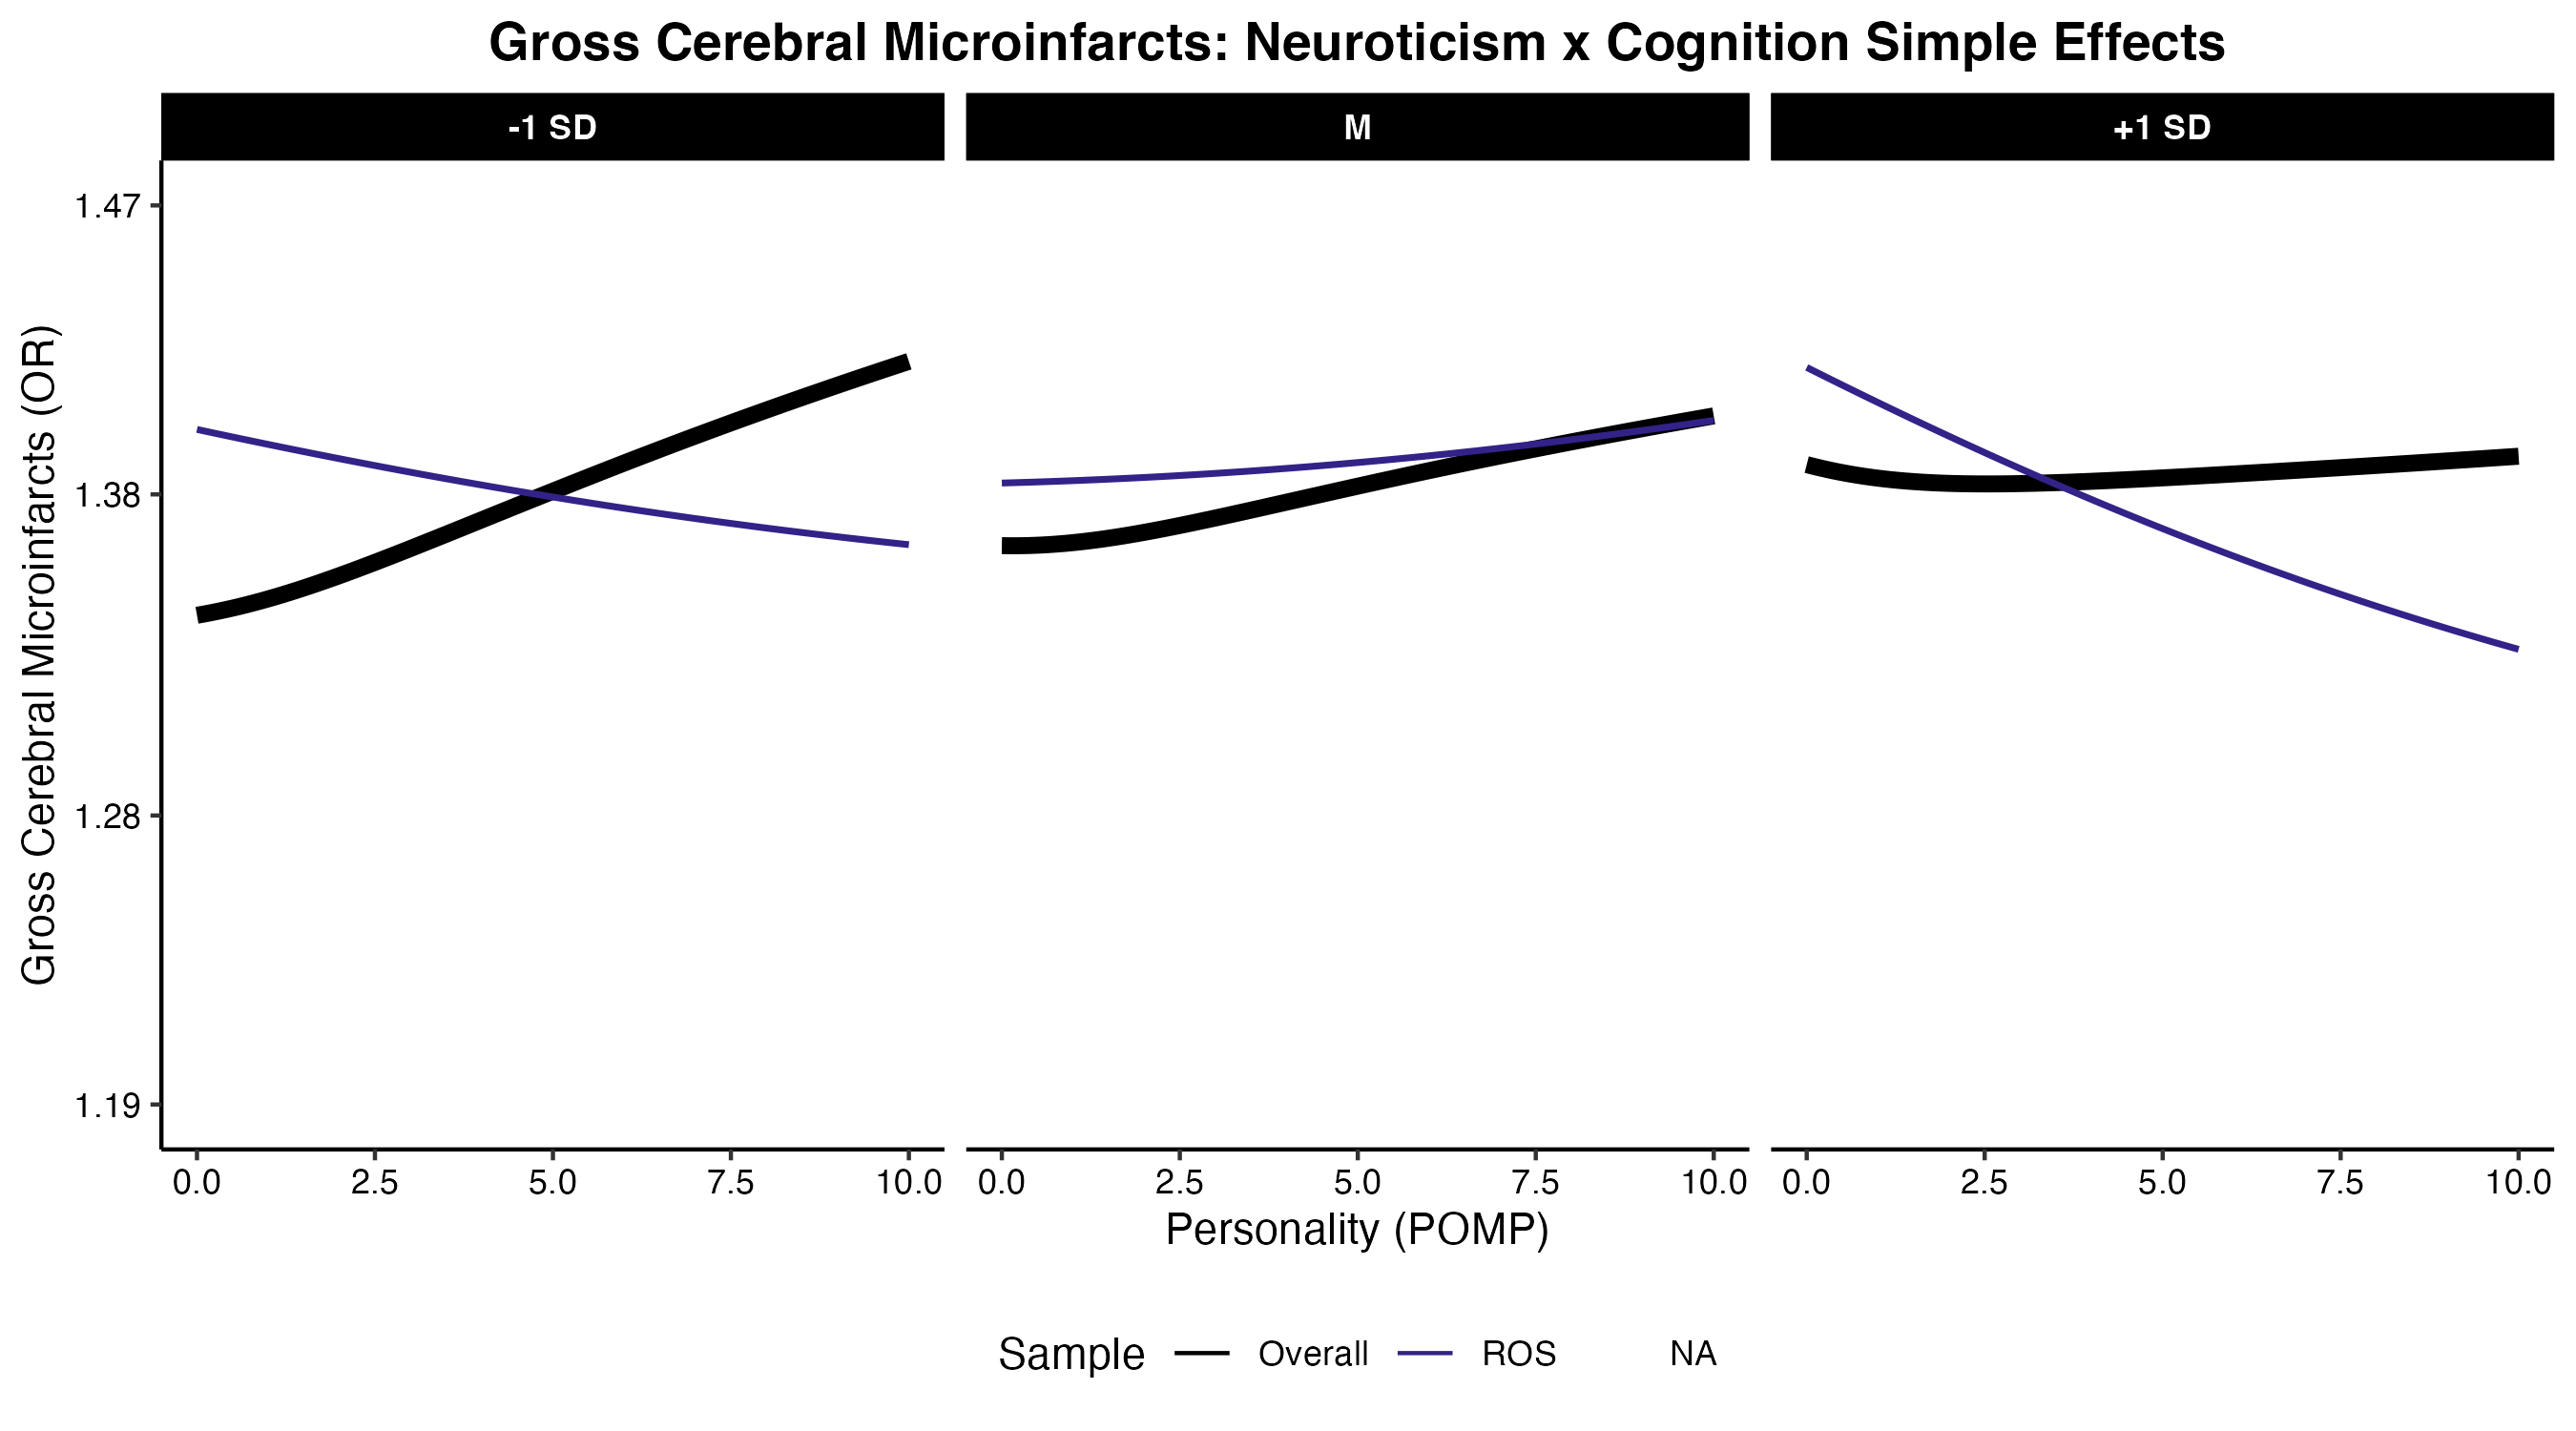 Gross Cerebral Microinfarcts: Neuroticism x Cognition Simple Effects
-1 SD
M
+1 SD
Gross Cerebral Microinfarcts (OR)
1.47
1.38
1.28
1.19
0.0 2.5 5.0 7.5 10.0
0.0 2.5 5.0 7.5 10.0
0.0 2.5 5.0 7.5 10.0
Personality (POMP)
Sample Overall ROS NA